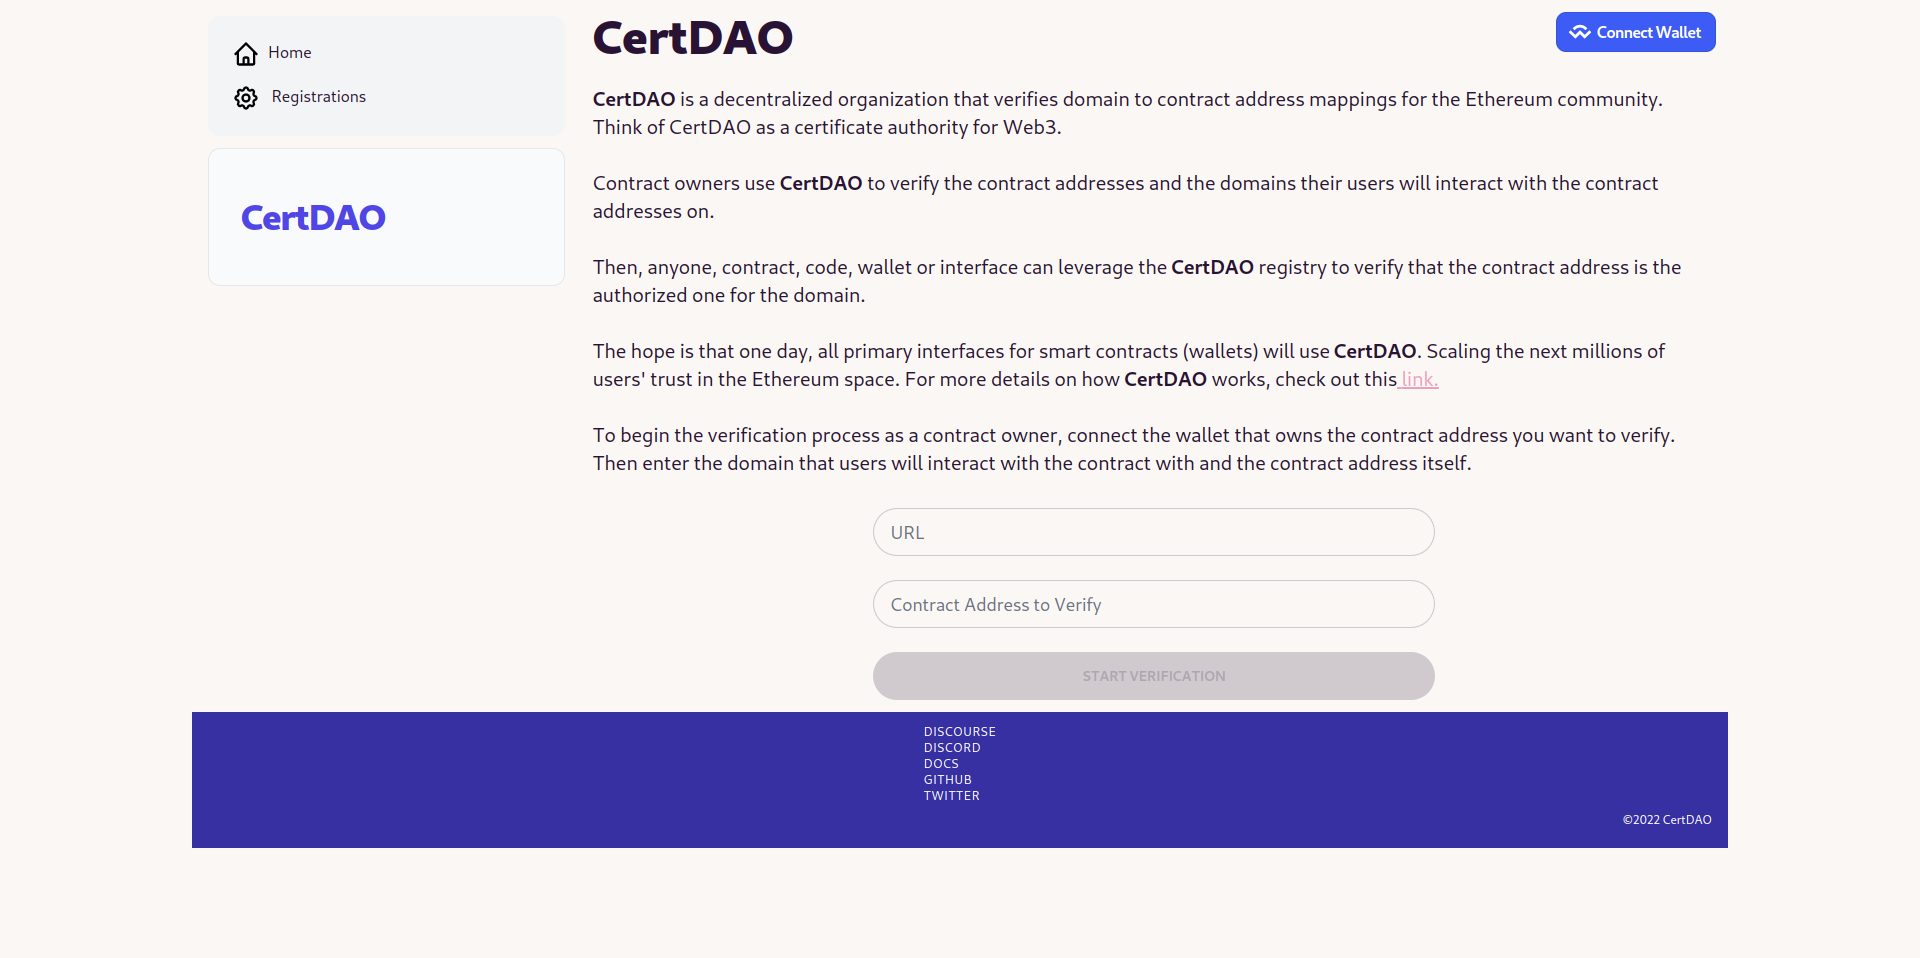 Home
Registrations
CertDAO
CertDAO
Connect Wallet
CertDAO is a decentralized organization that verifies domain to contract address mappings for the Ethereum community.
Think of CertDAO as a certificate authority for Web3.
Contract owners use CertDAO to verify the contract addresses and the domains their users will interact with the contract
addresses on.
Then, anyone, contract, code, wallet or interface can leverage the CertDAO registry to verify that the contract address is the
authorized one for the domain.
The hope is that one day, all primary interfaces for smart contracts (wallets) will use CertDAO. Scaling the next millions of
users' trust in the Ethereum space. For more details on how CertDAO works, check out this link.
To begin the verification process as a contract owner, connect the wallet that owns the contract address you want to verify.
Then enter the domain that users will interact with the contract with and the contract address itself.
URL
Contract Address to Verify
START VERIFICATION
DISCOURSE
DISCORD
DOCS
GITHUB
TWITTER
©2022 CertDAO